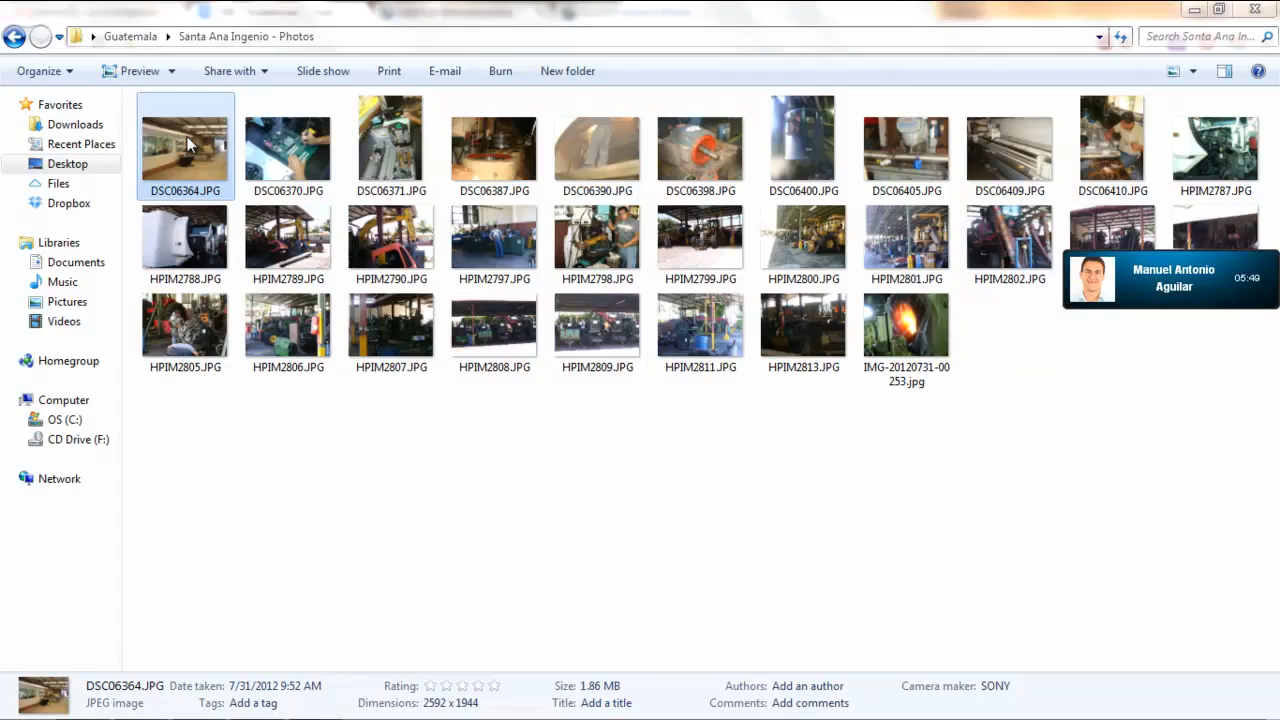 Guatemala Santa Ana Ingenio - Photos Search Santa Ana In...
Organize Preview Share with Slide show Print E-mail Burn New folder
Favorites
Downloads
Recent Places
Desktop
Files
Dropbox
Libraries
Documents
Music
Pictures
Videos
Homegroup
Computer
OS (C:)
CD Drive (F:)
Network
DSC06364.JPG DSC06370.JPG DSC06371.JPG DSC06387.JPG DSC06390.JPG DSC06398.JPG DSC06400.JPG DSC06405.JPG DSC06409.JPG DSC06410.JPG HPIM2787.JPG
HPIM2788.JPG HPIM2789.JPG HPIM2790.JPG HPIM2797.JPG HPIM2798.JPG HPIM2799.JPG HPIM2800.JPG HPIM2801.JPG HPIM2802.JPG
Manuel Antonio
Aguilar
05:49
HPIM2805.JPG HPIM2806.JPG HPIM2807.JPG HPIM2808.JPG HPIM2809.JPG HPIM2811.JPG HPIM2813.JPG IMG-20120731-00
253.jpg
DSC06364.JPG Date taken: 7/31/2012 9:52 AM Rating: Size: 1.86 MB Authors: Add an author Camera maker: SONY
JPEG image Tags: Add a tag Dimensions: 2592 x 1944 Title: Add a title Comments: Add comments